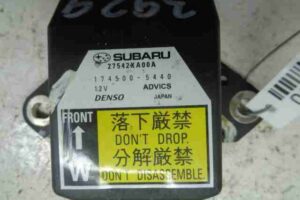 3929
SUBARU
27542KA00A
174500-5440
12V ADVICS
DENSO JAPAN
FRONT
落下厳禁
DON'T DROP.
分解厳禁
W
DON'T DISASSEMBLE